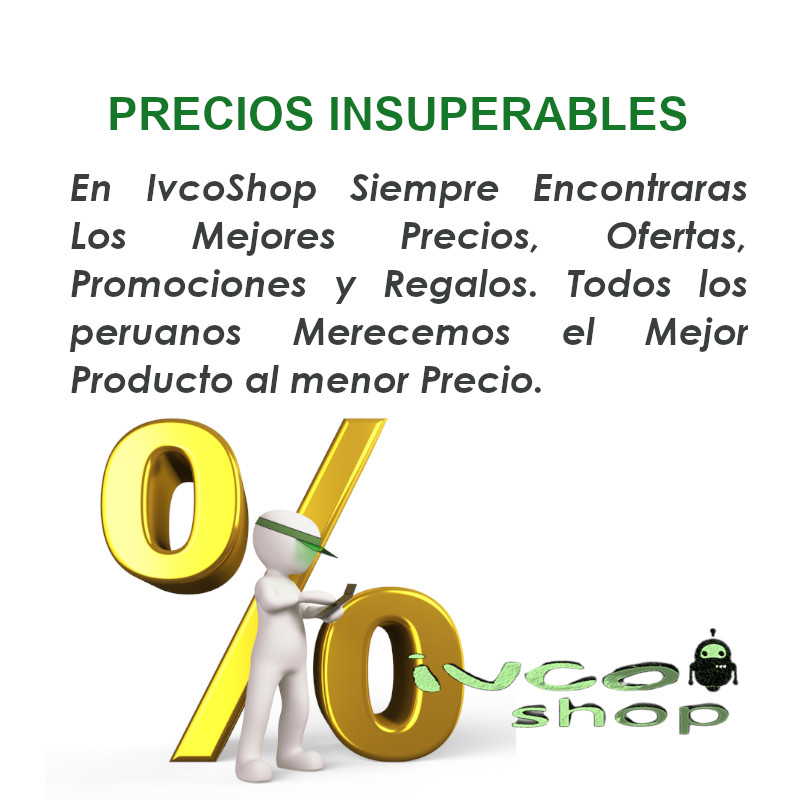 PRECIOS INSUPERABLES
En IvcoShop Siempre Encontraras
Los Mejores Precios, Ofertas,
Promociones y Regalos. Todos los
peruanos Merecemos el Mejor
Producto al menor Precio.
%
ivco
shop